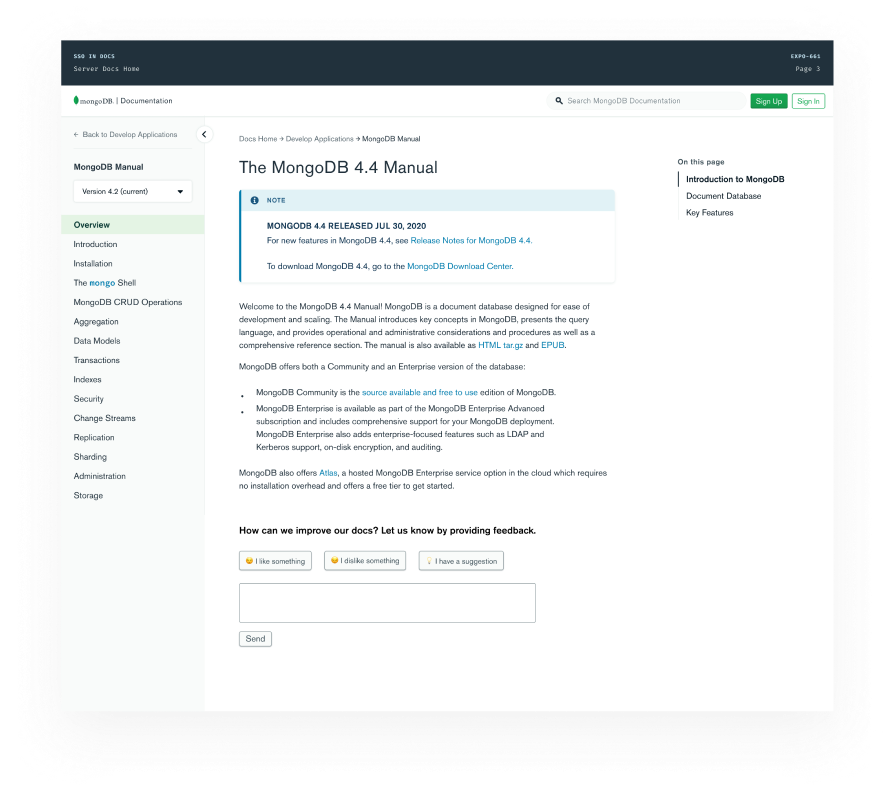 SSO IN DOCS
EXPO-661
Server Docs Home
Page 3
mongoDB. | Documentation
Search MongoDB Documentation
Sign Up
Sign In
← Back to Develop Applications
MongoDB Manual
Version 4.2 (current)
Overview
Introduction
Installation
The mongo Shell
MongoDB CRUD Operations
Aggregation
Data Models
Transactions
Indexes
Security
Change Streams
Replication
Sharding
Administration
Storage
Docs Home → Develop Applications → MongoDB Manual
The MongoDB 4.4 Manual
NOTE
MONGODB 4.4 RELEASED JUL 30, 2020
For new features in MongoDB 4.4, see Release Notes for MongoDB 4.4.
To download MongoDB 4.4, go to the MongoDB Download Center.
Welcome to the MongoDB 4.4 Manual! MongoDB is a document database designed for ease of
development and scaling. The Manual introduces key concepts in MongoDB, presents the query
language, and provides operational and administrative considerations and procedures as well as a
comprehensive reference section. The manual is also available as HTML tar.gz and EPUB.
MongoDB offers both a Community and an Enterprise version of the database:
• MongoDB Community is the source available and free to use edition of MongoDB.
• MongoDB Enterprise is available as part of the MongoDB Enterprise Advanced
subscription and includes comprehensive support for your MongoDB deployment.
MongoDB Enterprise also adds enterprise-focused features such as LDAP and
Kerberos support, on-disk encryption, and auditing.
MongoDB also offers Atlas, a hosted MongoDB Enterprise service option in the cloud which requires
no installation overhead and offers a free tier to get started.
How can we improve our docs? Let us know by providing feedback.
I like something
I dislike something
I have a suggestion
Send
On this page
Introduction to MongoDB
Document Database
Key Features